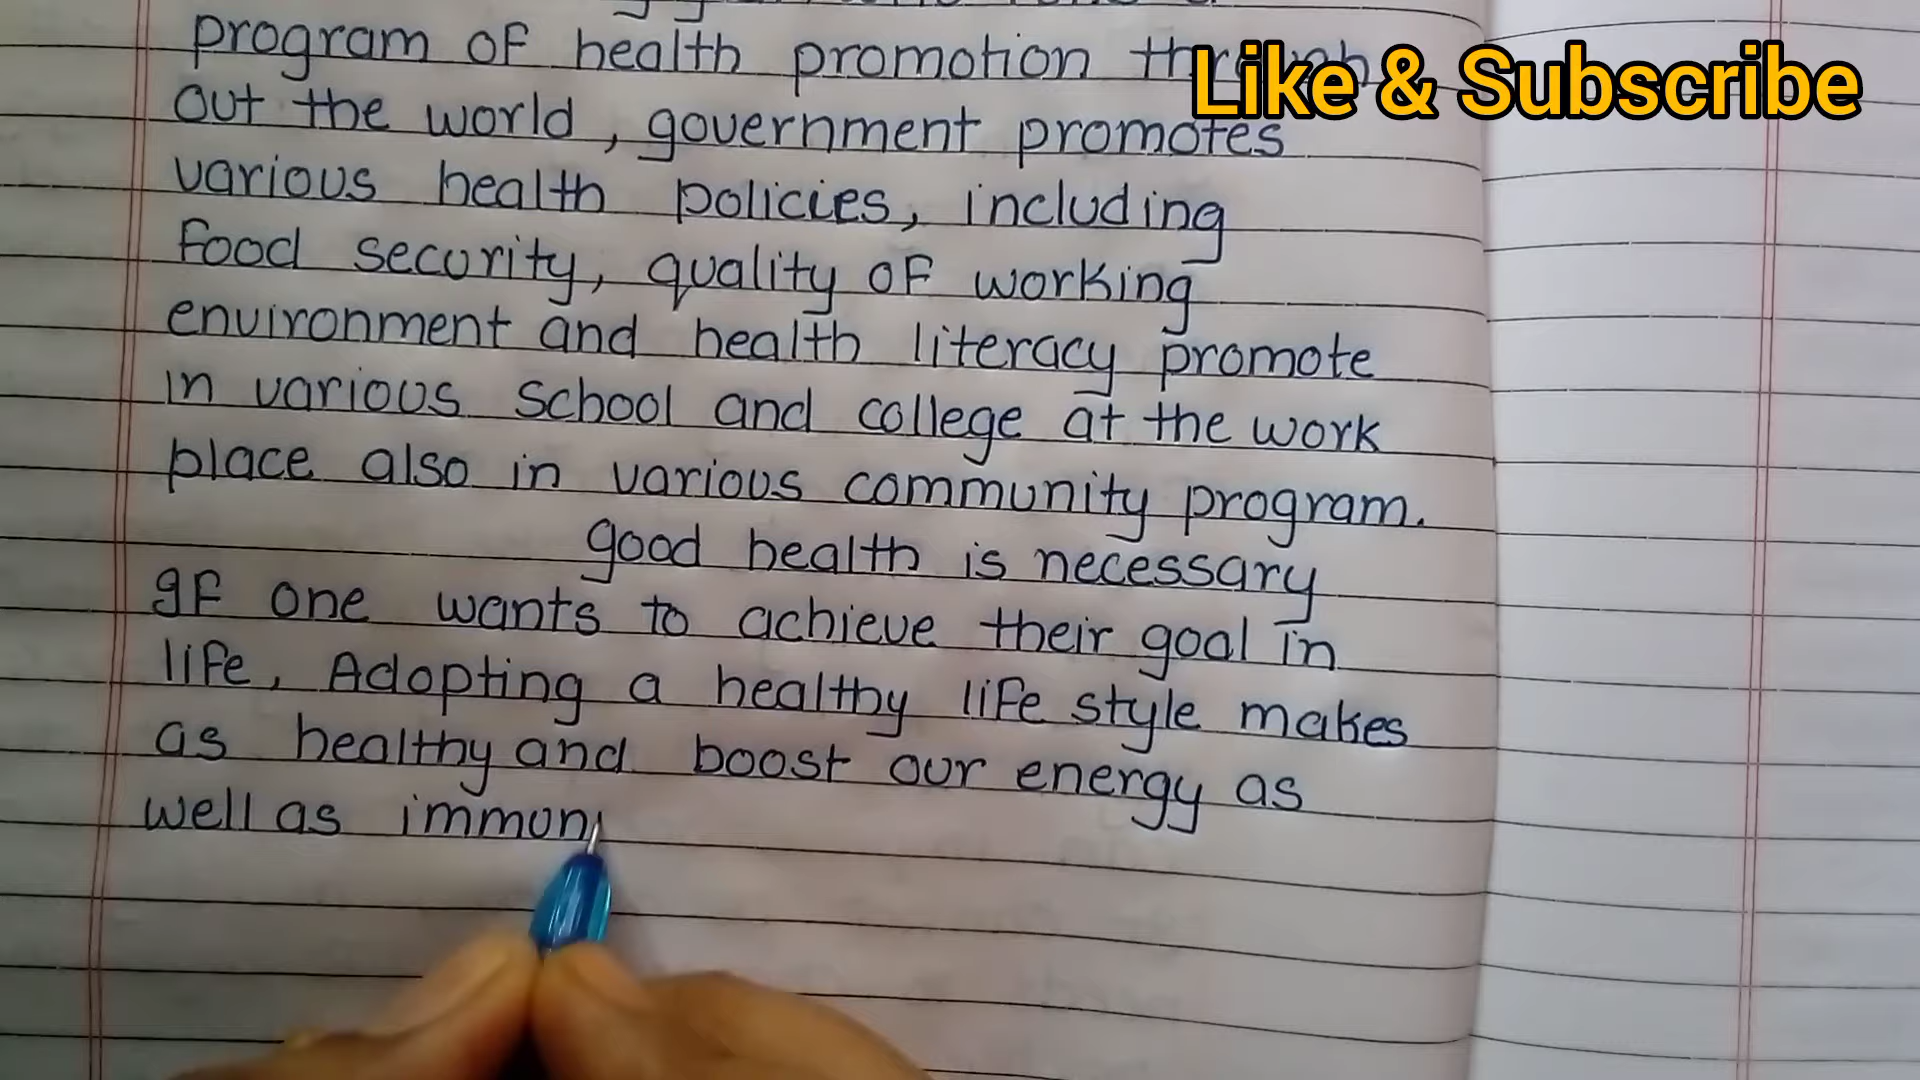 program of health promotion through
Like & Subscribe
out the world, government promotes
various health policies, including
food security, quality of working
environment and health literacy promote
in various school and college at the work
place also in various community program.
good health is necessary
If one wants to achieve their goal in
life, Adopting a healthy life style makes
as healthy and boost our energy as
well as immuni